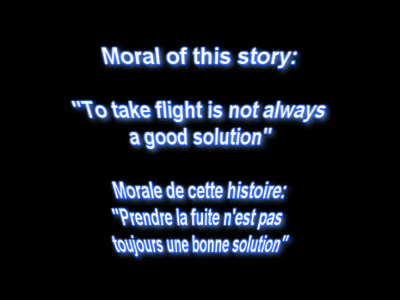 Moral of this story:
"To take flight is not always
a good solution"
Morale de cette histoire:
"Prendre la fuite n'est pas
toujours une bonne solution"